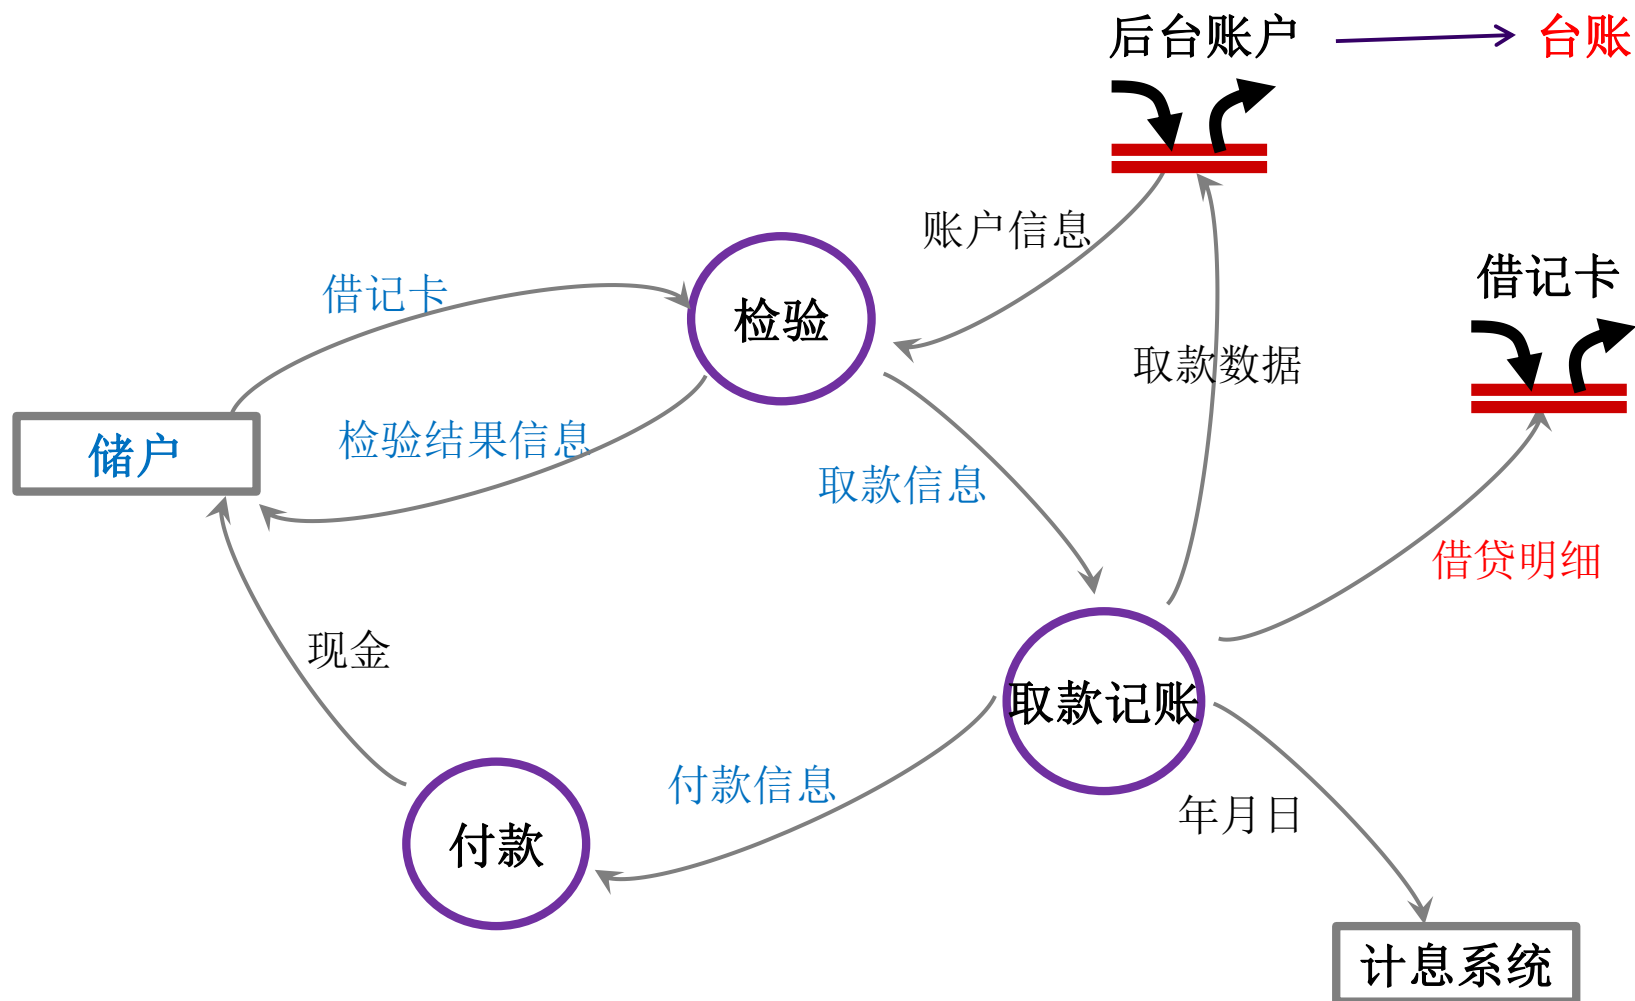 后台账户
台账
账户信息
借记卡
借记卡
检验
取款数据
检验结果信息
储户
取款信息
借贷明细
现金
取款记账
付款信息
年月日
付款
计息系统